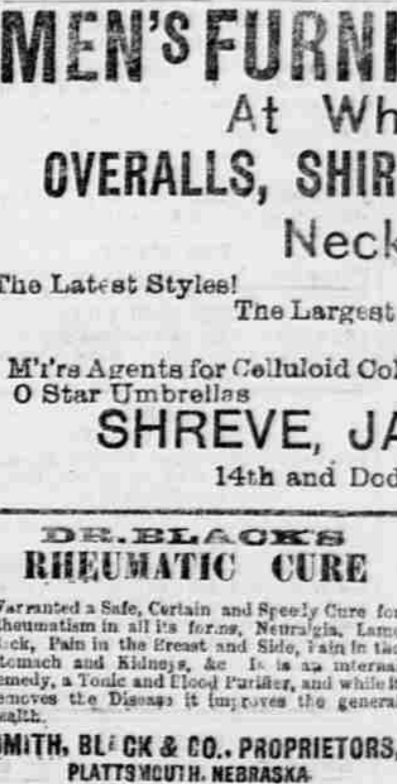 MEN'S FURNI
At Wh
OVERALLS, SHIR
Neck
The Latest Styles!
The Largest
M'f'rs Agents for Celluloid Col
O Star Umbrellas
SHREVE, JA
14th and Dod
DR. BLACK'S
RHEUMATIC CURE
Warranted a Safe, Certain and Speedy Cure for
Rheumatism in all its forms, Neuralgia, Lame
Back, Pain in the Breast and Side, Pain in the
Stomach and Kidneys, &c It is an internal
remedy, a Tonic and Blood Purifier, and while it
removes the Disease it improves the general
health.
SMITH, BLACK & CO., PROPRIETORS,
PLATTSMOUTH, NEBRASKA